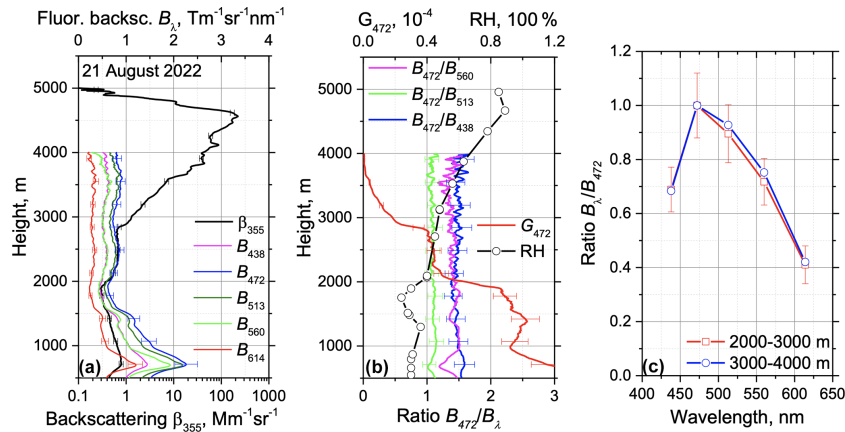 Fluor. backsc. Bλ, Tm⁻¹sr⁻¹nm⁻¹
0 1 2 3 4
21 August 2022
5000
4000
3000
2000
1000
Height, m
β355
B438
B472
B513
B560
B614
(a)
0.1 1 10 100 1000
Backscattering β355, Mm⁻¹sr⁻¹
G472, 10⁻⁴ RH, 100 %
0.0 0.4 0.8 1.2
B472/B560
B472/B513
B472/B438
5000
4000
3000
2000
1000
Height, m
G472
RH
(b)
0 1 2 3
Ratio B472/Bλ
1.2
1.0
0.8
0.6
0.4
0.2
0.0
Ratio Bλ/B472
2000-3000 m
3000-4000 m
(c)
400 450 500 550 600 650
Wavelength, nm